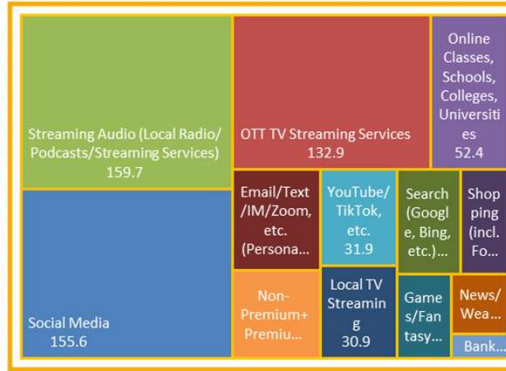 Streaming Audio (Local Radio/
Podcasts/Streaming Services)
159.7
Social Media
155.6
OTT TV Streaming Services
132.9
Online
Classes,
Schools,
Colleges,
Universiti
es
52.4
Email/Text
/IM/Zoom,
etc.
(Persona...
YouTube/
TikTok,
etc.
31.9
Search
(Googl
e, Bing,
etc.)...
Sho
pping
(incl.
Fo...
Non-
Premium+
Premiu...
Local TV
Streamin
g
30.9
Game
s/Fan
tasy...
News/
Wea...
Bank...